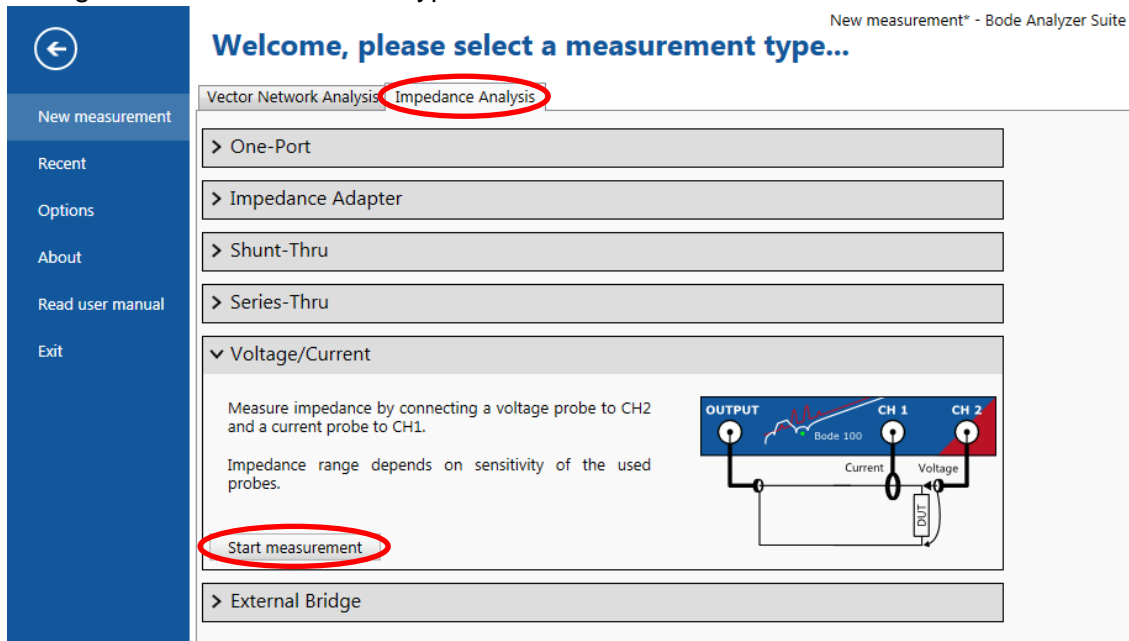 New measurement* - Bode Analyzer Suite
Welcome, please select a measurement type...
Vector Network Analysis
Impedance Analysis
New measurement
Recent
Options
About
Read user manual
Exit
One-Port
Impedance Adapter
Shunt-Thru
Series-Thru
Voltage/Current
Measure impedance by connecting a voltage probe to CH2
and a current probe to CH1.
Impedance range depends on sensitivity of the used
probes.
OUTPUT
CH 1
CH 2
Bode 100
Current
Voltage
DUT
Start measurement
External Bridge